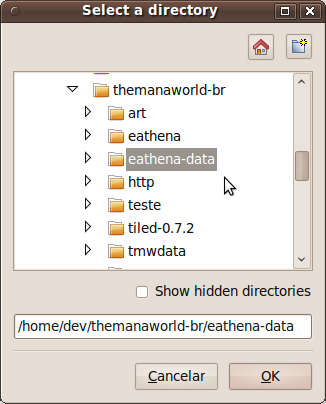 Select a directory
themanaworld-br
art
eathena
eathena-data
http
teste
tiled-0.7.2
tmwdata
Show hidden directories
/home/dev/themanaworld-br/eathena-data
Cancelar
OK